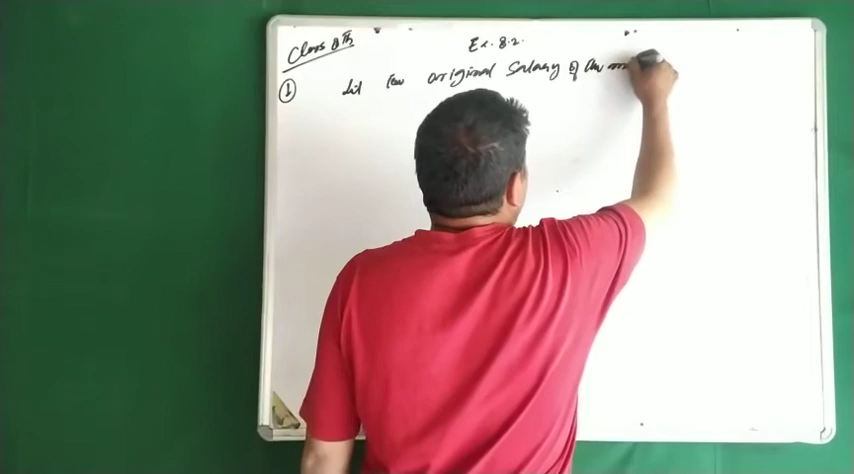 Class 8Th
Ex. 8.2.
① Let the original Salary of the